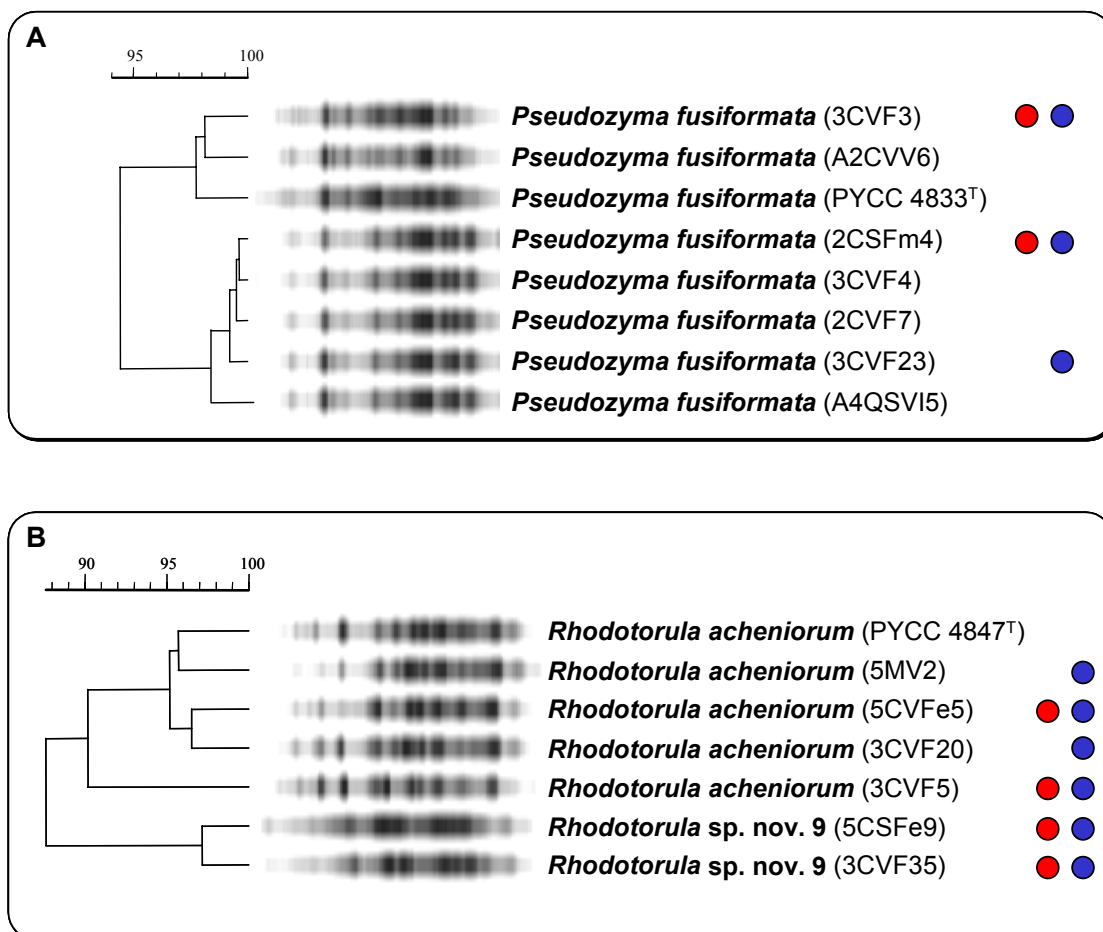 A
95 100
Pseudozyma fusiformata (3CVF3)
Pseudozyma fusiformata (A2CVV6)
Pseudozyma fusiformata (PYCC 4833ᵀ)
Pseudozyma fusiformata (2CSFm4)
Pseudozyma fusiformata (3CVF4)
Pseudozyma fusiformata (2CVF7)
Pseudozyma fusiformata (3CVF23)
Pseudozyma fusiformata (A4QSVI5)
B
90 95 100
Rhodotorula acheniorum (PYCC 4847ᵀ)
Rhodotorula acheniorum (5MV2)
Rhodotorula acheniorum (5CVFe5)
Rhodotorula acheniorum (3CVF20)
Rhodotorula acheniorum (3CVF5)
Rhodotorula sp. nov. 9 (5CSFe9)
Rhodotorula sp. nov. 9 (3CVF35)